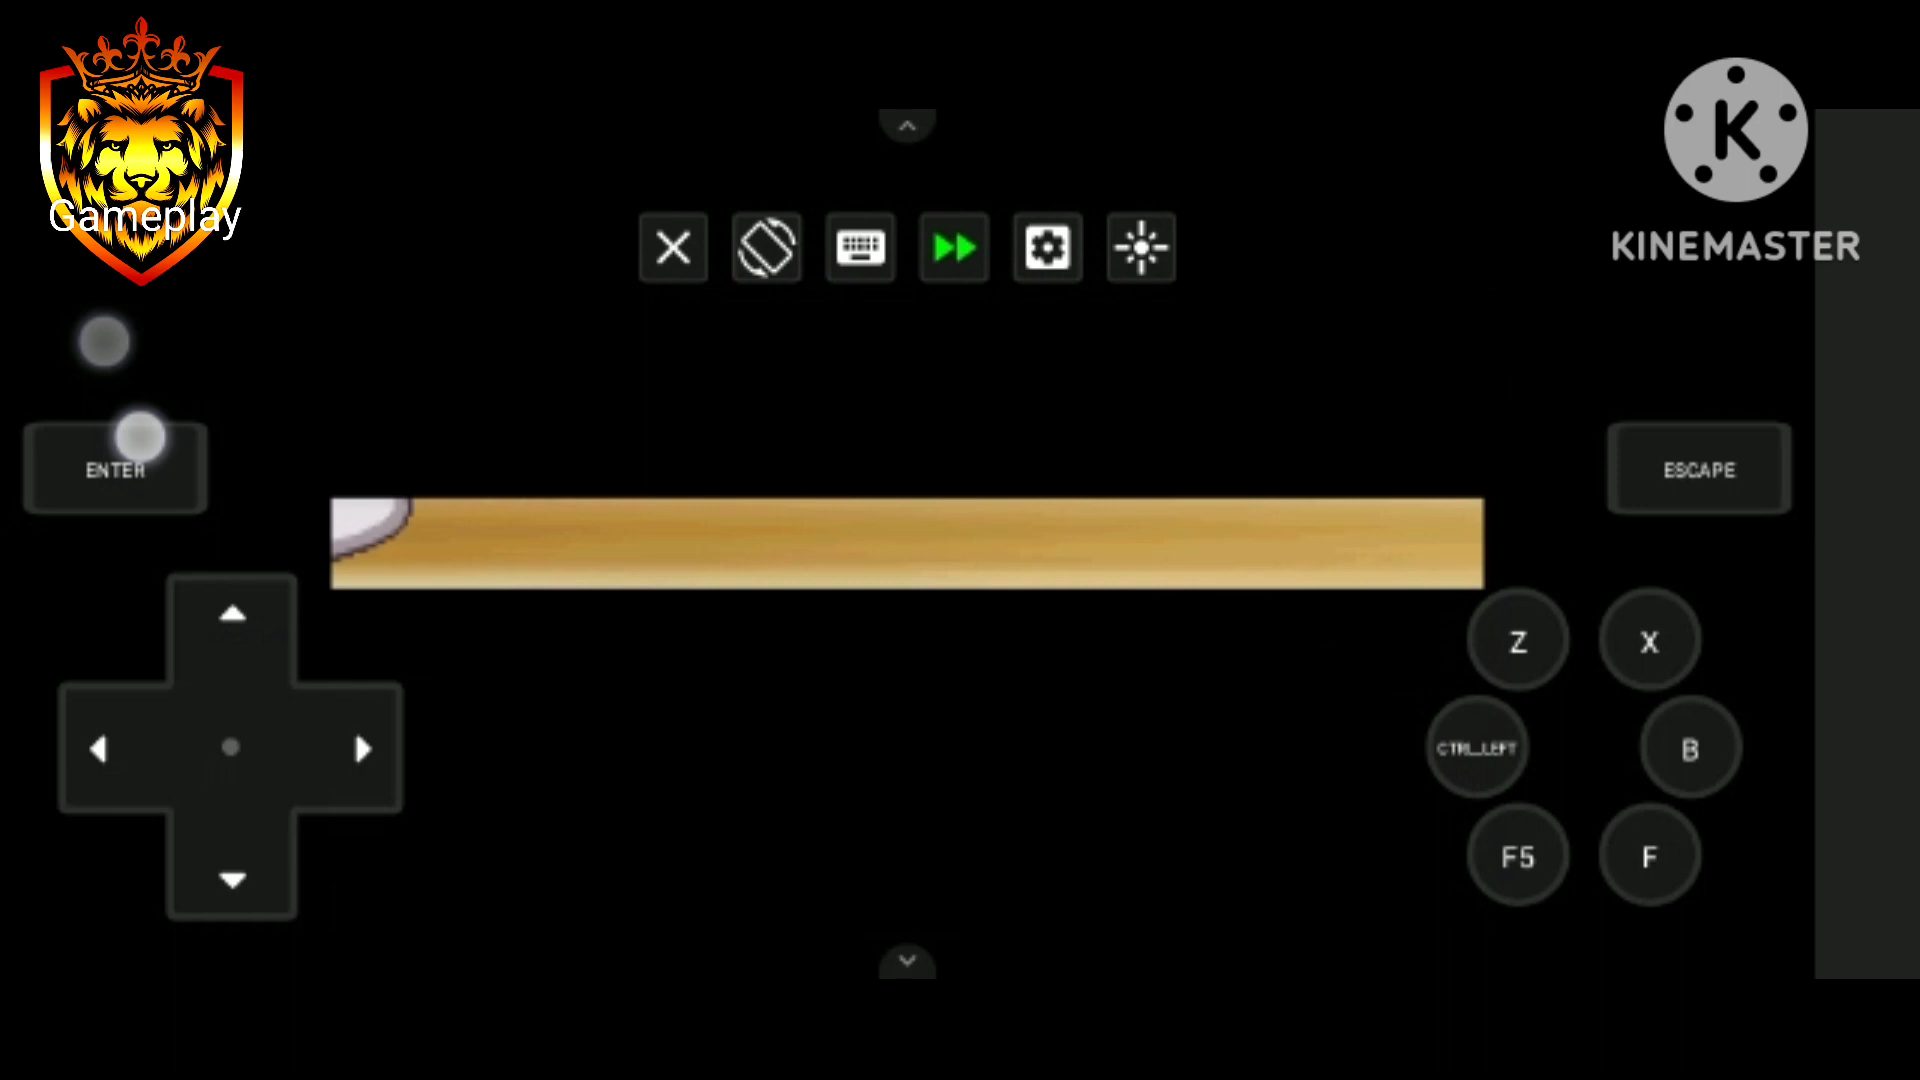 Gameplay
K
KINEMASTER
ENTER
ESCAPE
Z
X
CTRL_LEFT
B
F5
F